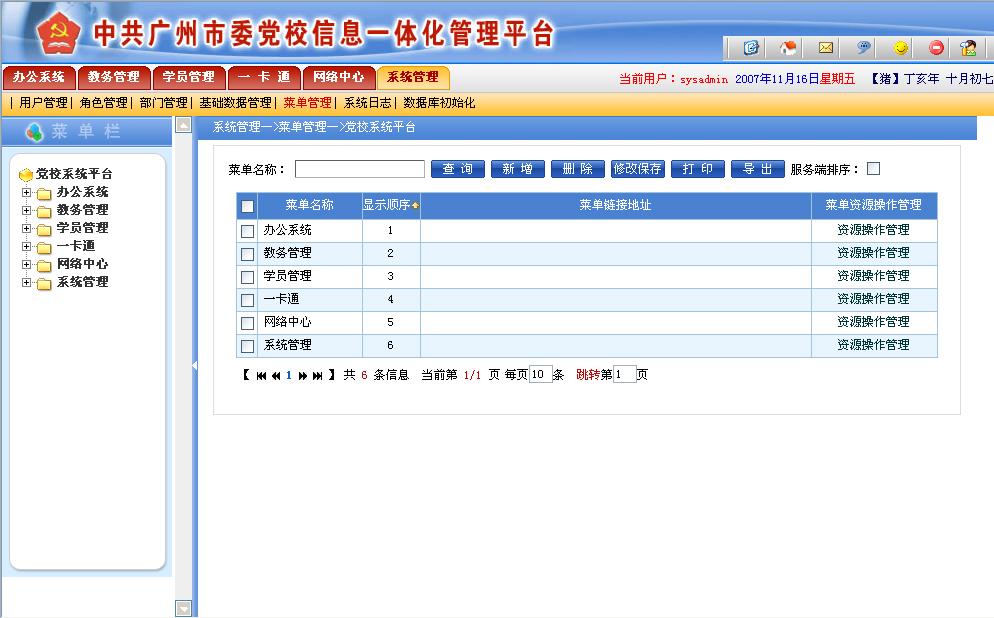 中共广州市委党校信息一体化管理平台
办公系统 教务管理 学员管理 一 卡 通 网络中心 系统管理 当前用户：sysadmin 2007年11月16日星期五 【猪】丁亥年 十月初七
| 用户管理| 角色管理| 部门管理| 基础数据管理| 菜单管理| 系统日志| 数据库初始化
菜 单 栏
系统管理—>菜单管理—>党校系统平台
党校系统平台
办公系统
教务管理
学员管理
一卡通
网络中心
系统管理
菜单名称： 查 询 新 增 删 除 修改保存 打 印 导 出 服务端排序：
菜单名称 显示顺序 菜单链接地址 菜单资源操作管理
办公系统 1 资源操作管理
教务管理 2 资源操作管理
学员管理 3 资源操作管理
一卡通 4 资源操作管理
网络中心 5 资源操作管理
系统管理 6 资源操作管理
【 1 】 共 6 条信息 当前第 1/1 页 每页10条 跳转第1页